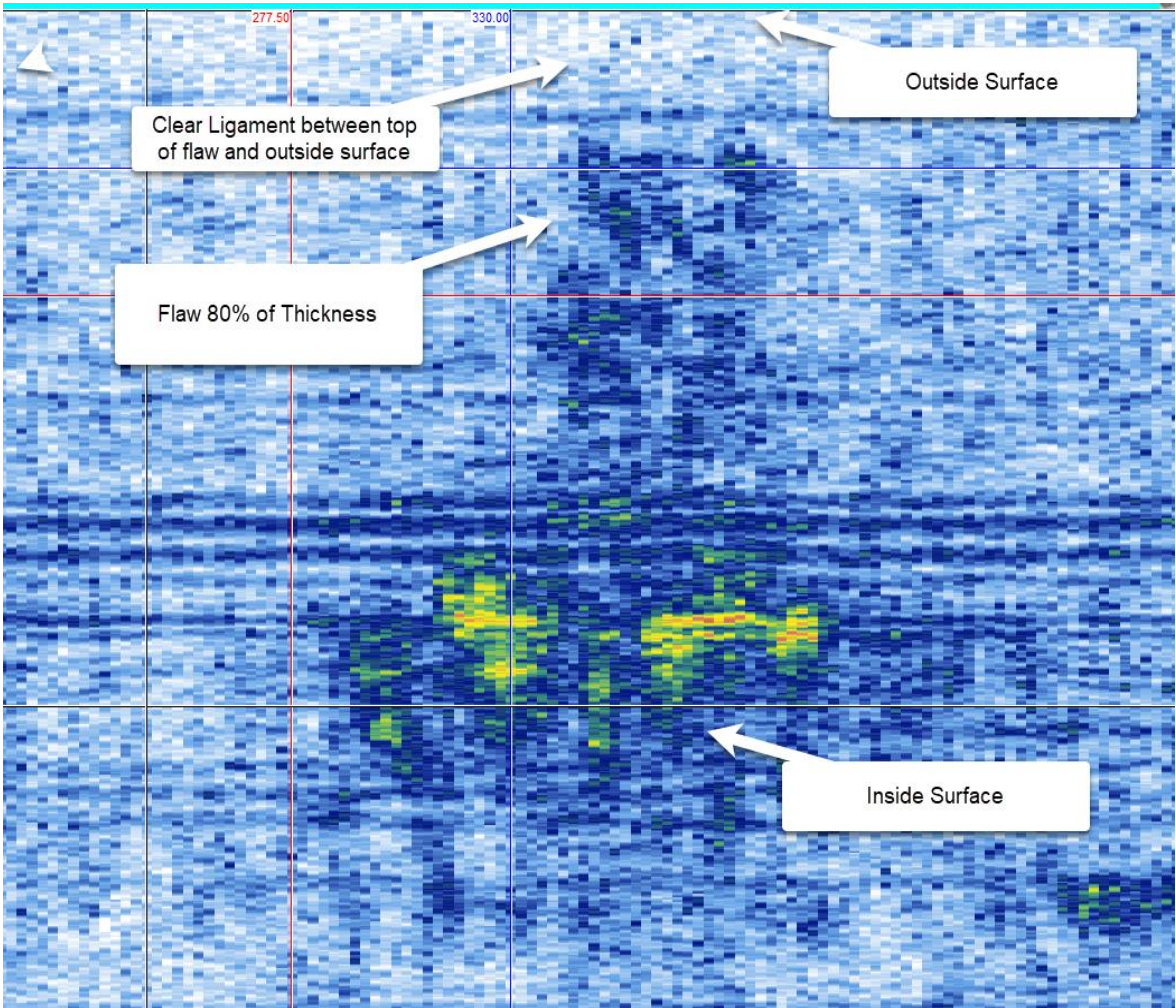 277.50
330.00
Outside Surface
Clear Ligament between top
of flaw and outside surface
Flaw 80% of Thickness
Inside Surface